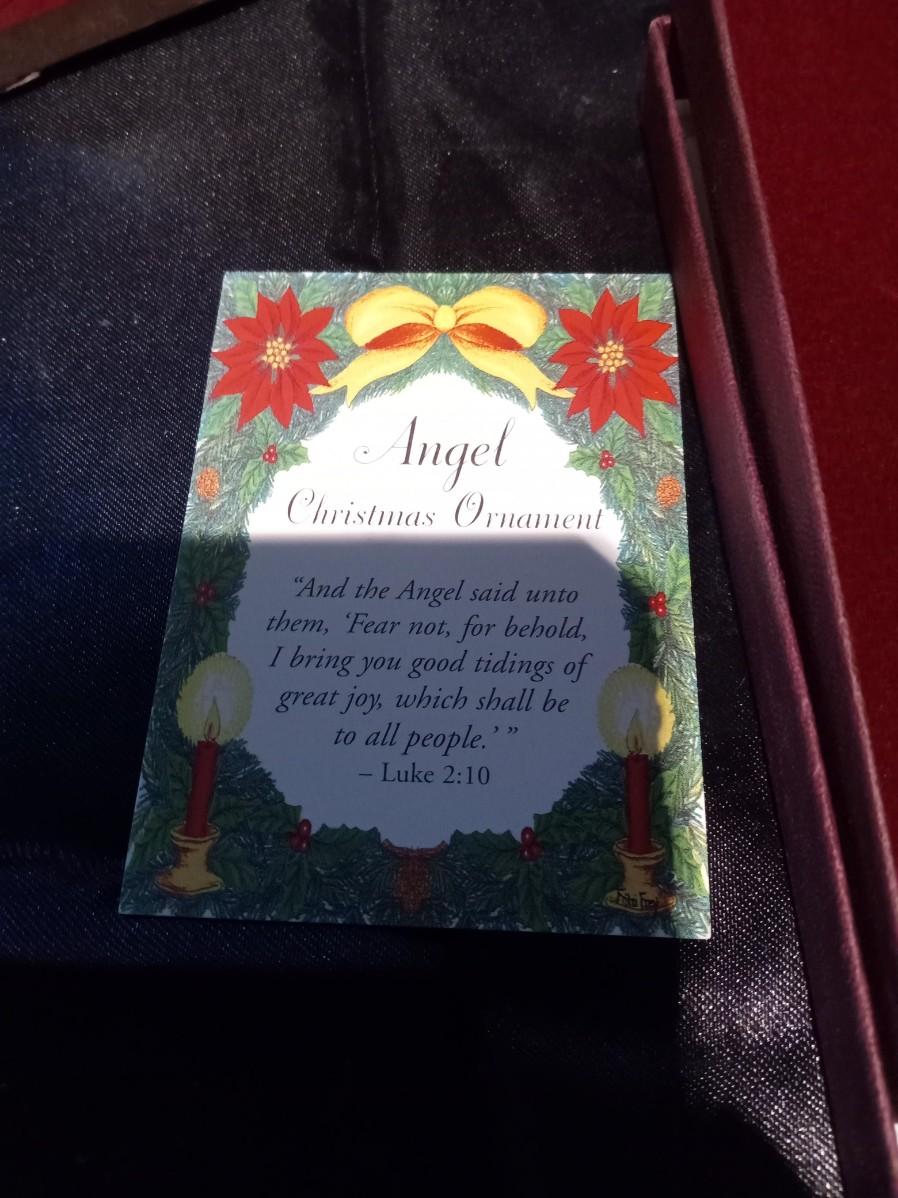 Angel
Christmas Ornament
“And the Angel said unto
them, ‘Fear not, for behold,
I bring you good tidings of
great joy, which shall be
to all people.’ ”
– Luke 2:10